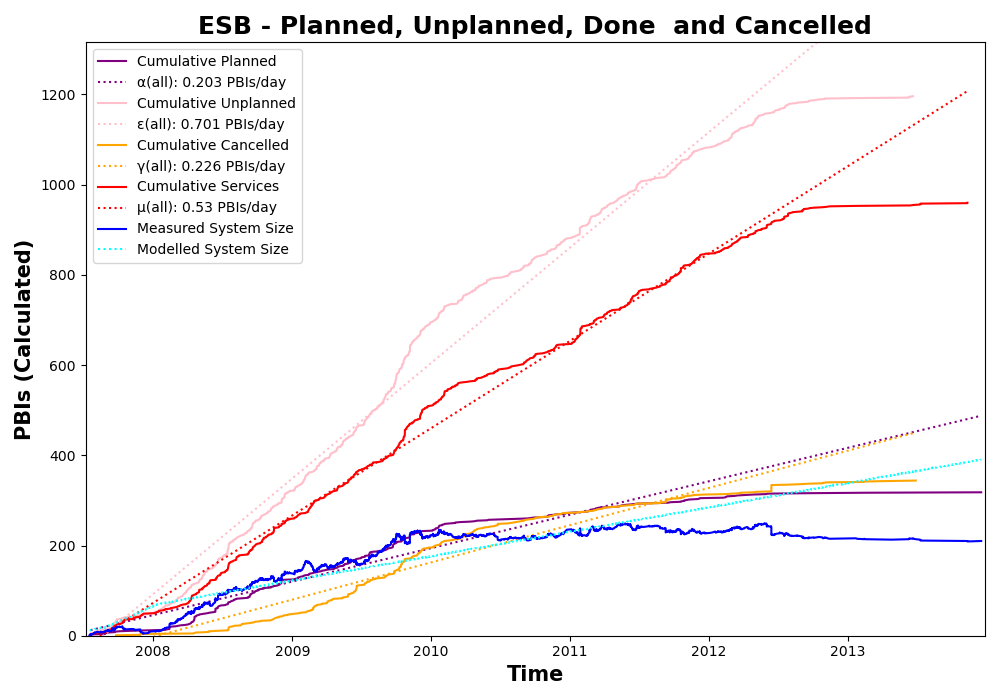 ESB - Planned, Unplanned, Done  and Cancelled
Cumulative Planned
α(all): 0.203 PBIs/day
Cumulative Unplanned
ε(all): 0.701 PBIs/day
Cumulative Cancelled
γ(all): 0.226 PBIs/day
Cumulative Services
μ(all): 0.53 PBIs/day
Measured System Size
Modelled System Size
PBIs (Calculated)
1200
1000
800
600
400
200
0
2008 2009 2010 2011 2012 2013
Time